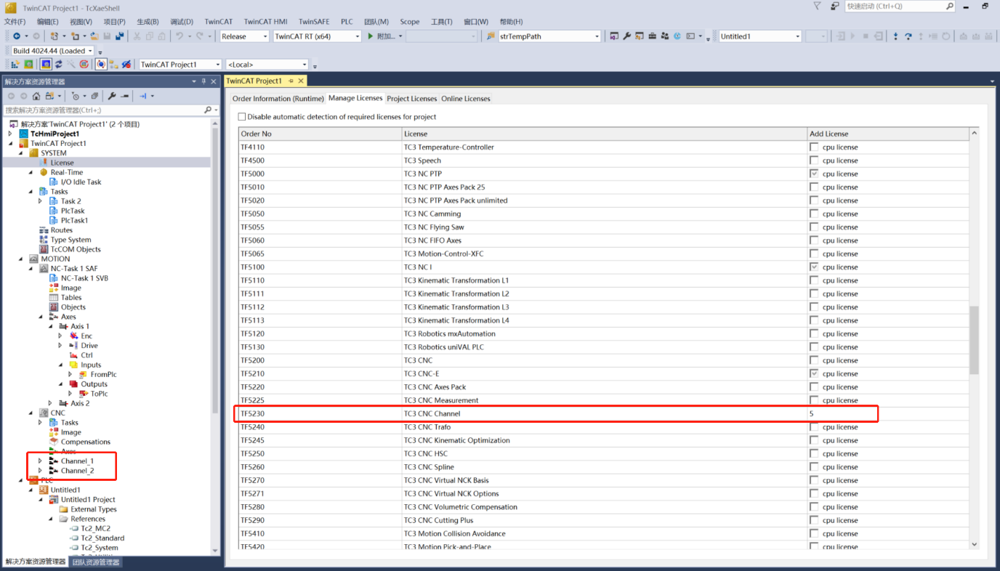 TwinCAT Project1 - TcXaeShell
快速启动 (Ctrl+Q)
文件(F) 编辑(E) 视图(V) 项目(P) 生成(B) 调试(D) TwinCAT TwinCAT HMI TwinSAFE PLC 团队(M) Scope 工具(T) 窗口(W) 帮助(H)
Release TwinCAT RT (x64) 附加... strTempPath Untitled1
Build 4024.44 (Loaded
TwinCAT Project1 <Local>
解决方案资源管理器
搜索解决方案资源管理器(Ctrl+;)
解决方案'TwinCAT Project1' (2 个项目)
TcHmiProject1
TwinCAT Project1
SYSTEM
License
Real-Time
I/O Idle Task
Tasks
Task 2
PlcTask
PlcTask1
Routes
Type System
TcCOM Objects
MOTION
NC-Task 1 SAF
NC-Task 1 SVB
Image
Tables
Objects
Axes
Axis 1
Enc
Drive
Ctrl
Inputs
FromPlc
Outputs
ToPlc
Axis 2
CNC
Tasks
Image
Compensations
Axes
Channel_1
Channel_2
PLC
Untitled1
Untitled1 Project
External Types
References
Tc2_MC2
Tc2_Standard
Tc2_System
解决方案资源管理器 团队资源管理器
TwinCAT Project1
Order Information (Runtime) Manage Licenses Project Licenses Online Licenses
Disable automatic detection of required licenses for project
Order No License Add License
TF4110 TC3 Temperature-Controller cpu license
TF4500 TC3 Speech cpu license
TF5000 TC3 NC PTP cpu license
TF5010 TC3 NC PTP Axes Pack 25 cpu license
TF5020 TC3 NC PTP Axes Pack unlimited cpu license
TF5050 TC3 NC Camming cpu license
TF5055 TC3 NC Flying Saw cpu license
TF5060 TC3 NC FIFO Axes cpu license
TF5065 TC3 Motion-Control-XFC cpu license
TF5100 TC3 NC I cpu license
TF5110 TC3 Kinematic Transformation L1 cpu license
TF5111 TC3 Kinematic Transformation L2 cpu license
TF5112 TC3 Kinematic Transformation L3 cpu license
TF5113 TC3 Kinematic Transformation L4 cpu license
TF5120 TC3 Robotics mxAutomation cpu license
TF5130 TC3 Robotics uniVAL PLC cpu license
TF5200 TC3 CNC cpu license
TF5210 TC3 CNC-E cpu license
TF5220 TC3 CNC Axes Pack cpu license
TF5225 TC3 CNC Measurement cpu license
TF5230 TC3 CNC Channel 5
TF5240 TC3 CNC Trafo cpu license
TF5245 TC3 CNC Kinematic Optimization cpu license
TF5250 TC3 CNC HSC cpu license
TF5260 TC3 CNC Spline cpu license
TF5270 TC3 CNC Virtual NCK Basis cpu license
TF5271 TC3 CNC Virtual NCK Options cpu license
TF5280 TC3 CNC Volumetric Compensation cpu license
TF5290 TC3 CNC Cutting Plus cpu license
TF5410 TC3 Motion Collision Avoidance cpu license
TF5420 TC3 Motion Pick-and-Place cpu license